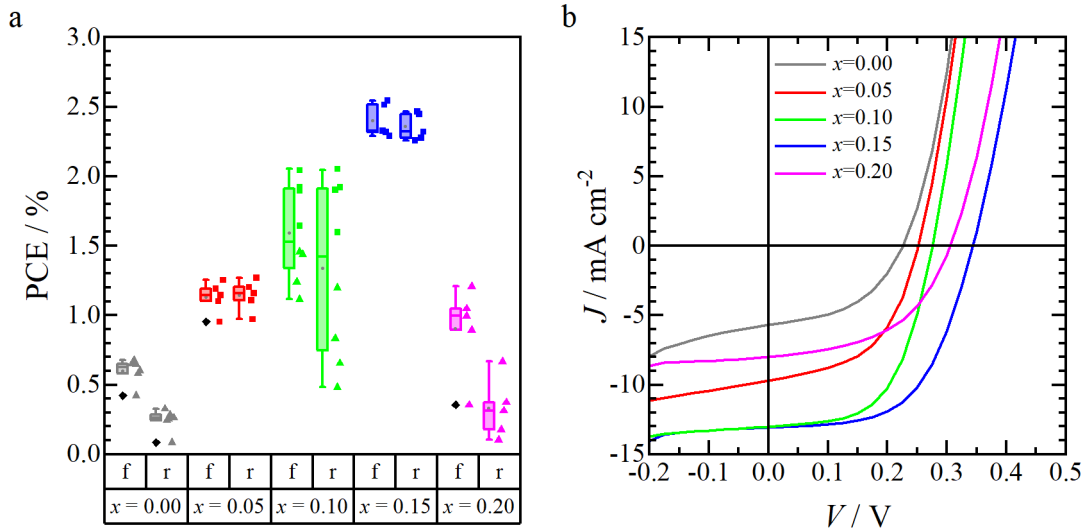 a
PCE / %
3.0
2.5
2.0
1.5
1.0
0.5
0.0
f r f r f r f r f r
x = 0.00 x = 0.05 x = 0.10 x = 0.15 x = 0.20
b
J / mA cm⁻²
15
10
5
0
-5
-10
-15
x=0.00
x=0.05
x=0.10
x=0.15
x=0.20
-0.2 -0.1 0.0 0.1 0.2 0.3 0.4 0.5
V / V